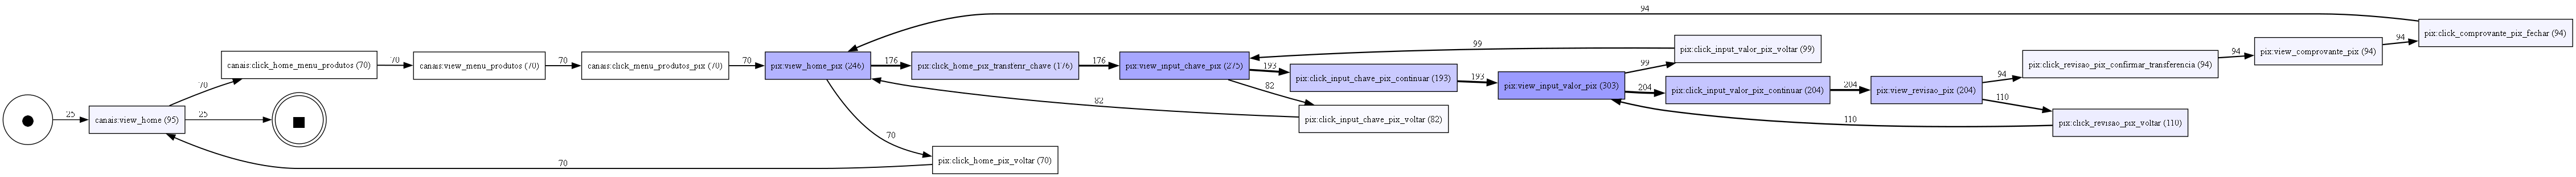 94
25
canais:view_home (95)
25
70
canais:click_home_menu_produtos (70)
70
canais:view_menu_produtos (70)
70
canais:click_menu_produtos_pix (70)
70
pix:view_home_pix (246)
176
pix:click_home_pix_transferir_chave (176)
176
pix:view_input_chave_pix (275)
99
193
pix:click_input_chave_pix_continuar (193)
193
82
pix:click_input_chave_pix_voltar (82)
82
pix:view_input_valor_pix (303)
99
pix:click_input_valor_pix_voltar (99)
204
pix:click_input_valor_pix_continuar (204)
204
pix:view_revisao_pix (204)
94
pix:click_revisao_pix_confirmar_transferencia (94)
94
pix:view_comprovante_pix (94)
94
pix:click_comprovante_pix_fechar (94)
110
pix:click_revisao_pix_voltar (110)
110
70
pix:click_home_pix_voltar (70)
70